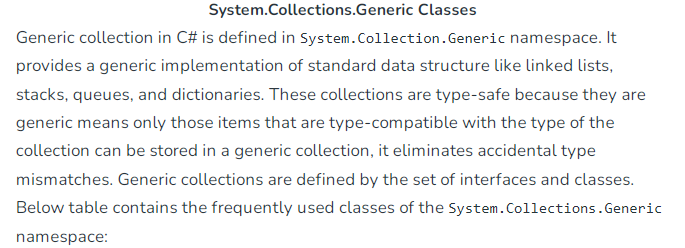 System.Collections.Generic Classes
Generic collection in C# is defined in System.Collection.Generic namespace. It
provides a generic implementation of standard data structure like linked lists,
stacks, queues, and dictionaries. These collections are type-safe because they are
generic means only those items that are type-compatible with the type of the
collection can be stored in a generic collection, it eliminates accidental type
mismatches. Generic collections are defined by the set of interfaces and classes.
Below table contains the frequently used classes of the System.Collections.Generic
namespace: